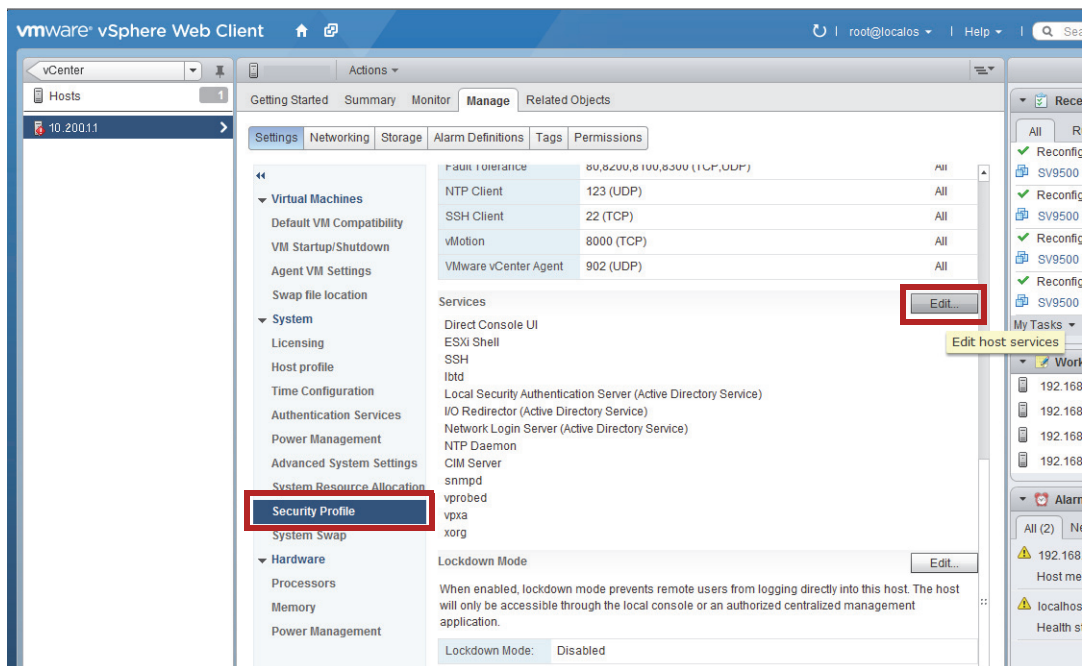 vmware® vSphere Web Client
root@localos
Help
vCenter
Hosts 1
10.200.1.1
Actions
Getting Started Summary Monitor Manage Related Objects
Settings Networking Storage Alarm Definitions Tags Permissions
Virtual Machines
Default VM Compatibility
VM Startup/Shutdown
Agent VM Settings
Swap file location
System
Licensing
Host profile
Time Configuration
Authentication Services
Power Management
Advanced System Settings
System Resource Allocation
Security Profile
System Swap
Hardware
Processors
Memory
Power Management
Fault Tolerance 80,8200,8100,8300 (TCP,UDP) All
NTP Client 123 (UDP) All
SSH Client 22 (TCP) All
vMotion 8000 (TCP) All
VMware vCenter Agent 902 (UDP) All
Services Edit...
Edit host services
Direct Console UI
ESXi Shell
SSH
lbtd
Local Security Authentication Server (Active Directory Service)
I/O Redirector (Active Directory Service)
Network Login Server (Active Directory Service)
NTP Daemon
CIM Server
snmpd
vprobed
vpxa
xorg
Lockdown Mode Edit...
When enabled, lockdown mode prevents remote users from logging directly into this host. The host
will only be accessible through the local console or an authorized centralized management
application.
Lockdown Mode: Disabled
All
Reconfig
SV9500
Reconfig
SV9500
Reconfig
SV9500
Reconfig
SV9500
My Tasks
192.168
192.168
192.168
192.168
All (2)
192.168
Host me
localhos
Health s